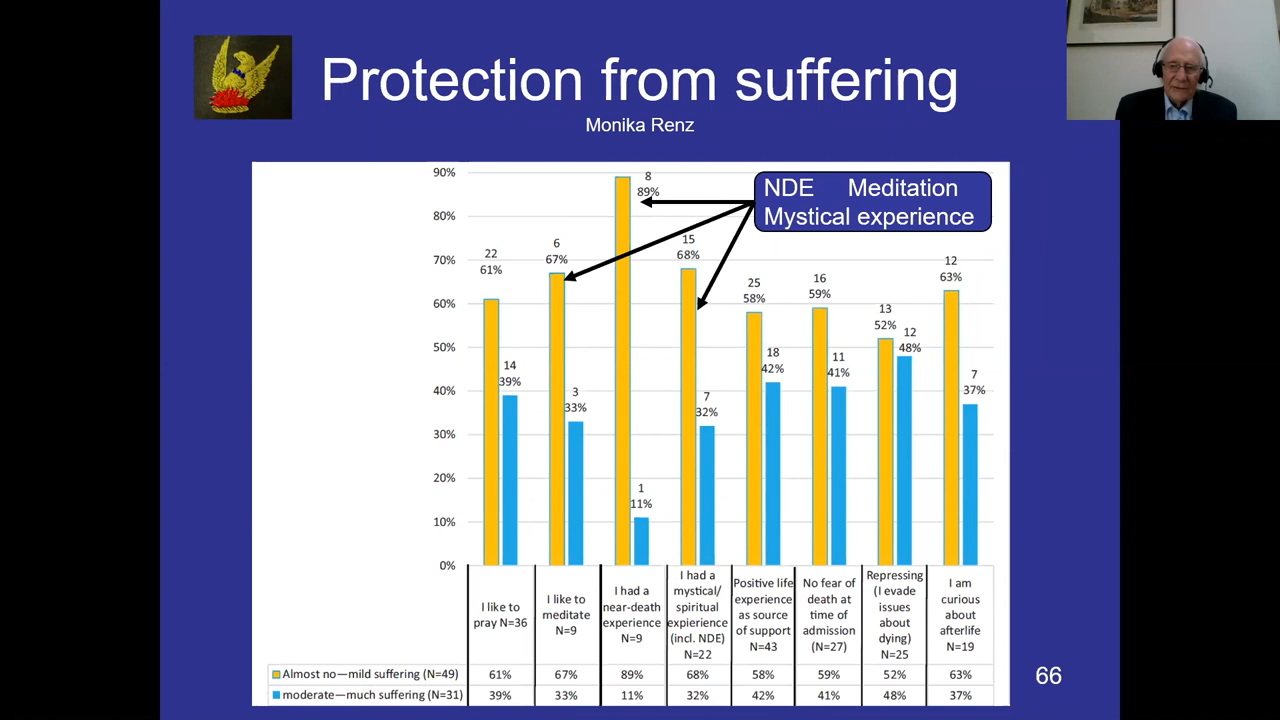 Protection from suffering
Monika Renz
NDE Meditation
Mystical experience
90%
80%
70%
60%
50%
40%
30%
20%
10%
0%
22
61%
14
39%
6
67%
3
33%
8
89%
1
11%
15
68%
7
32%
25
58%
18
42%
16
59%
11
41%
13
52%
12
48%
12
63%
7
37%
I like to
pray N=36
I like to
meditate
N=9
I had a
near-death
experience
N=9
I had a
mystical/
spiritual
expierience
(incl. NDE)
N=22
Positive life
experience
as source
of support
N=43
No fear of
death at
time of
admission
(N=27)
Repressing
(I evade
issues
about
dying)
N=25
I am
curious
about
afterlife
N=19
Almost no—mild suffering (N=49) 61% 67% 89% 68% 58% 59% 52% 63%
moderate—much suffering (N=31) 39% 33% 11% 32% 42% 41% 48% 37%
66